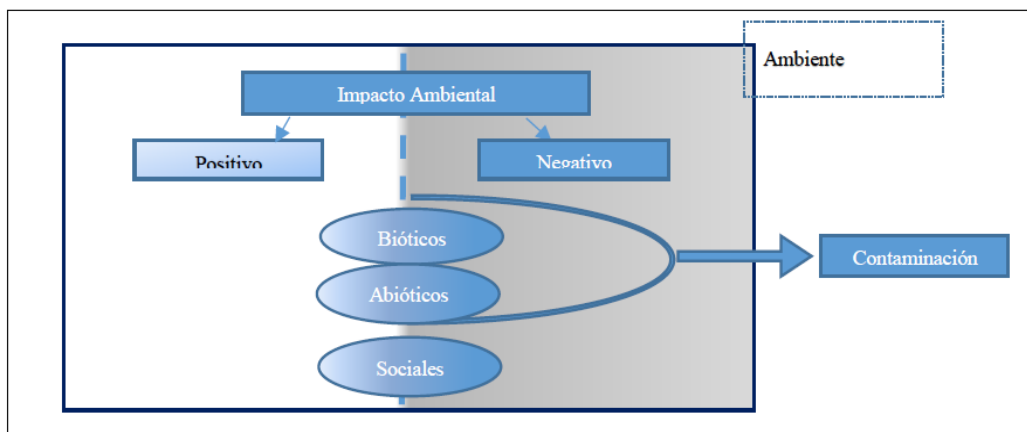 Ambiente
Impacto Ambiental
Positivo
Negativo
Bióticos
Abióticos
Sociales
Contaminación